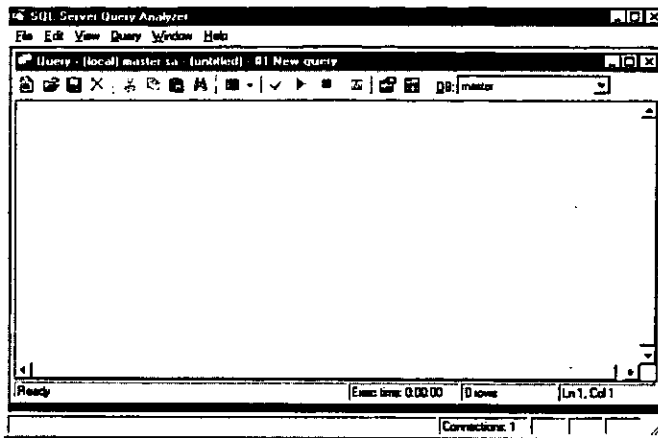 SQL Server Query Analyzer
File Edit View Query Window Help
Query - (local) master sa - (untitled) - #1 New query
DB: master
Ready
Exec time: 0:00:00
0 rows
Ln 1, Col 1
Connections: 1